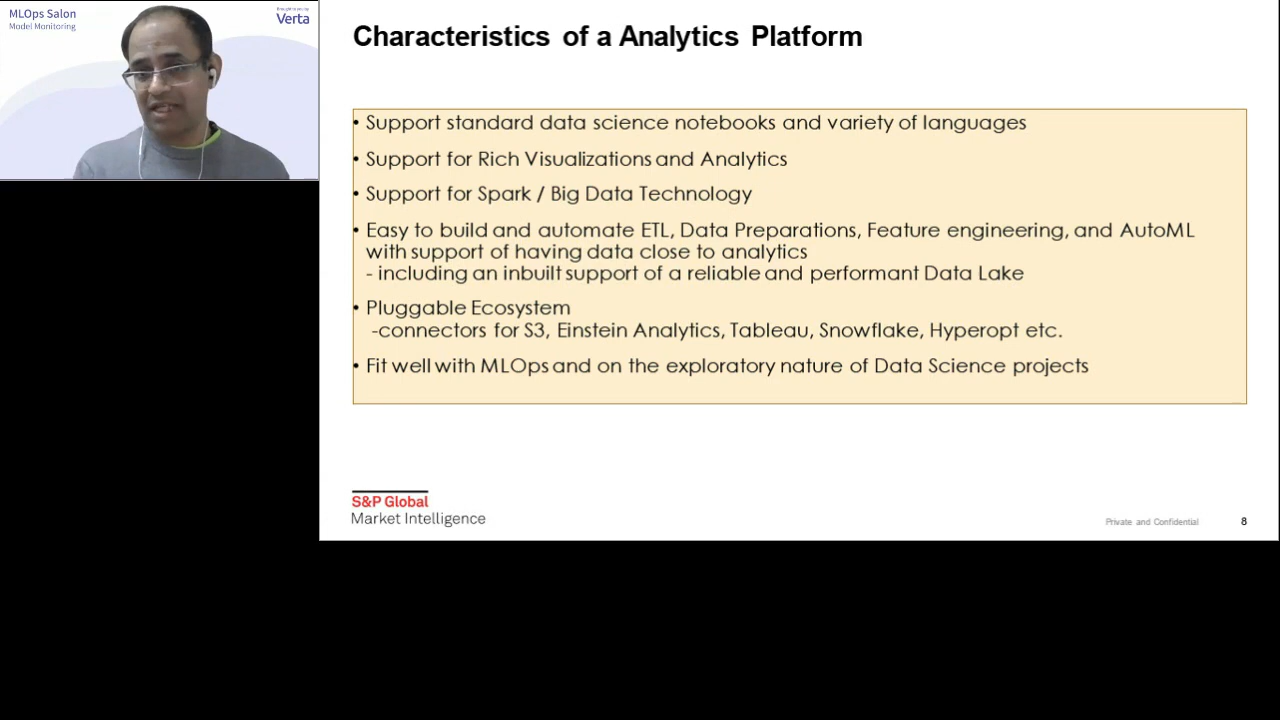 MLOps Salon
Model Monitoring
Brought to you by
Verta
Characteristics of a Analytics Platform
• Support standard data science notebooks and variety of languages
• Support for Rich Visualizations and Analytics
• Support for Spark / Big Data Technology
• Easy to build and automate ETL, Data Preparations, Feature engineering, and AutoML
with support of having data close to analytics
- including an inbuilt support of a reliable and performant Data Lake
• Pluggable Ecosystem
-connectors for S3, Einstein Analytics, Tableau, Snowflake, Hyperopt etc.
• Fit well with MLOps and on the exploratory nature of Data Science projects
S&P Global
Market Intelligence
Private and Confidential
8